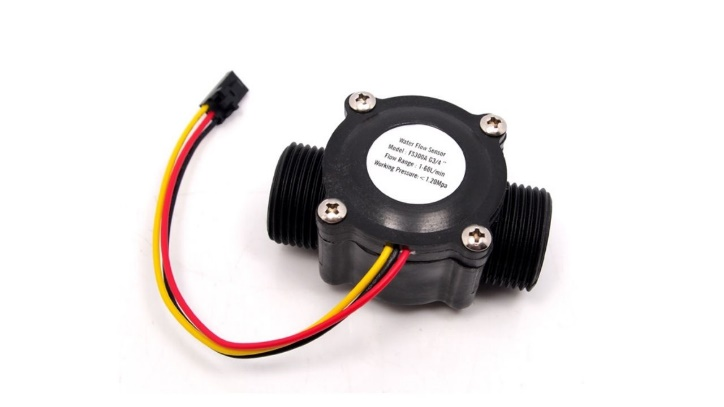 Water Flow Sensor
Model : FS300A G3/4 "
Flow Range : 1-60L/min
Working Pressure: < 1.20Mpa